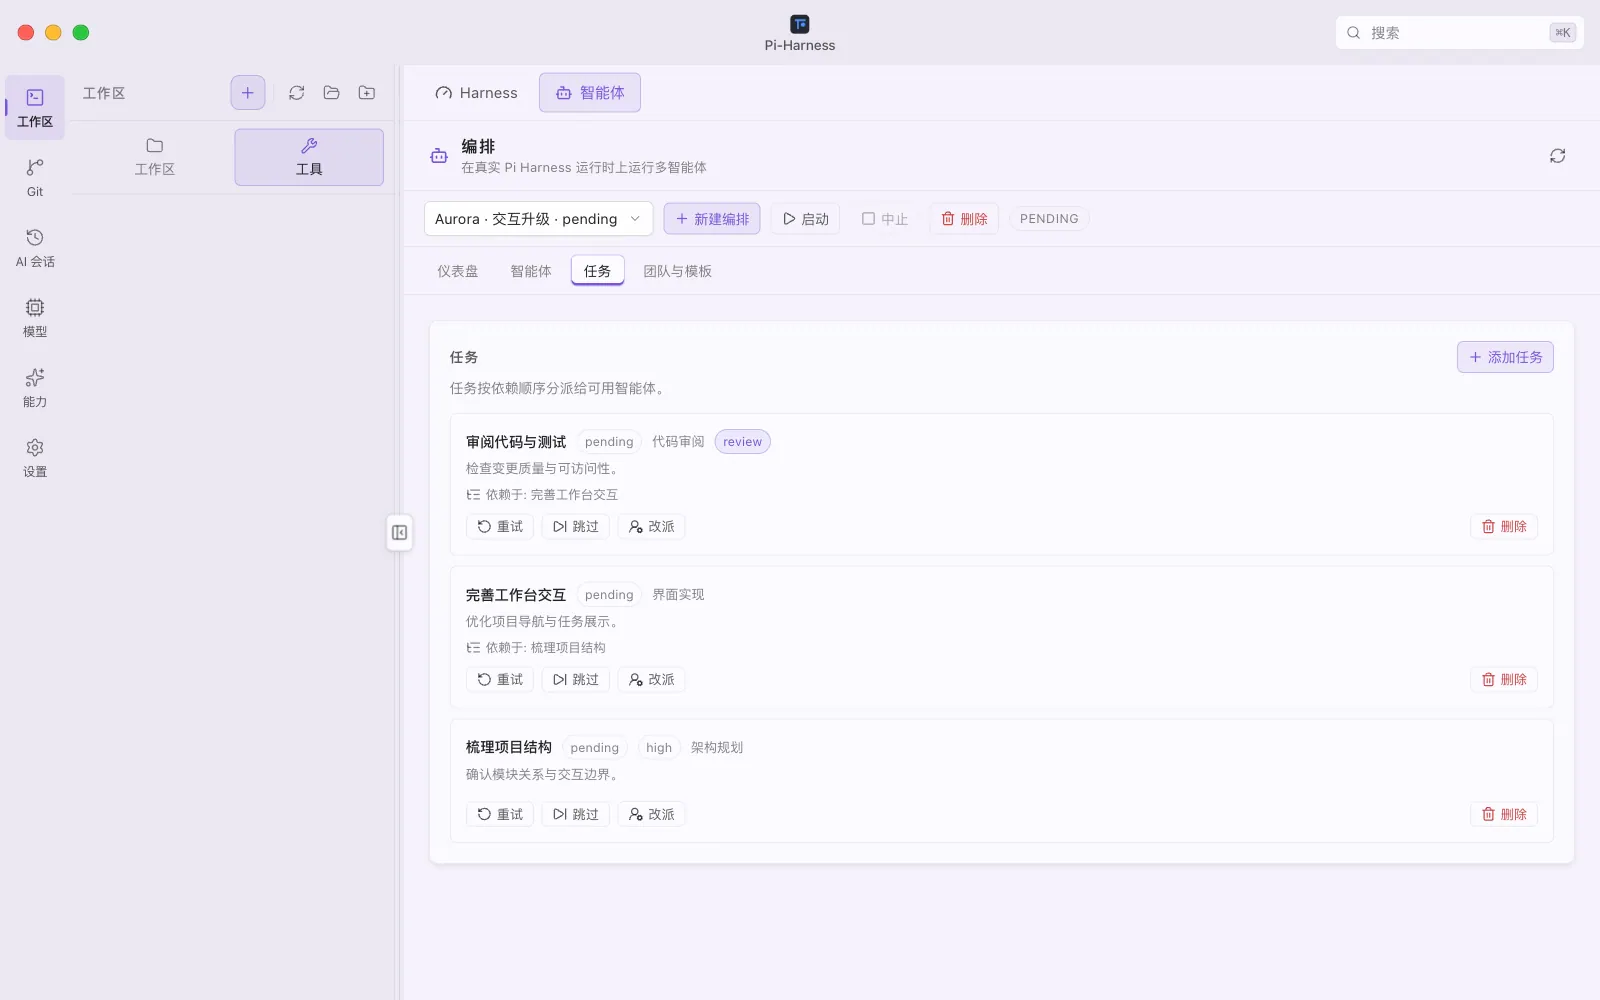 Pi-Harness
搜索
⌘K
工作区
Git
AI 会话
模型
能力
设置
工作区
工作区
工具
Harness
智能体
编排
在真实 Pi Harness 运行时上运行多智能体
Aurora · 交互升级 · pending
新建编排
启动
中止
删除
PENDING
仪表盘
智能体
任务
团队与模板
任务
添加任务
任务按依赖顺序分派给可用智能体。
审阅代码与测试 pending 代码审阅 review
检查变更质量与可访问性。
依赖于: 完善工作台交互
重试 跳过 改派 删除
完善工作台交互 pending 界面实现
优化项目导航与任务展示。
依赖于: 梳理项目结构
重试 跳过 改派 删除
梳理项目结构 pending high 架构规划
确认模块关系与交互边界。
重试 跳过 改派 删除